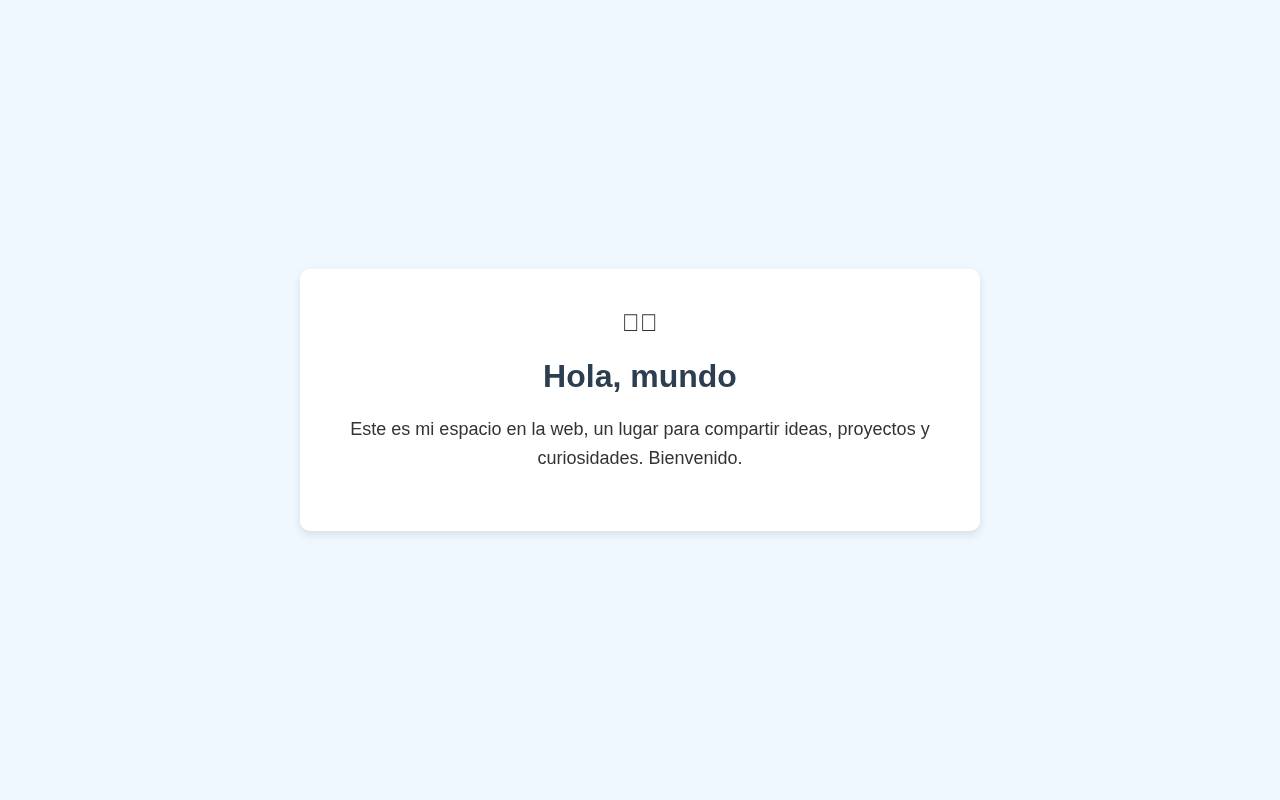 Hola, mundo
Este es mi espacio en la web, un lugar para compartir ideas, proyectos y
curiosidades. Bienvenido.